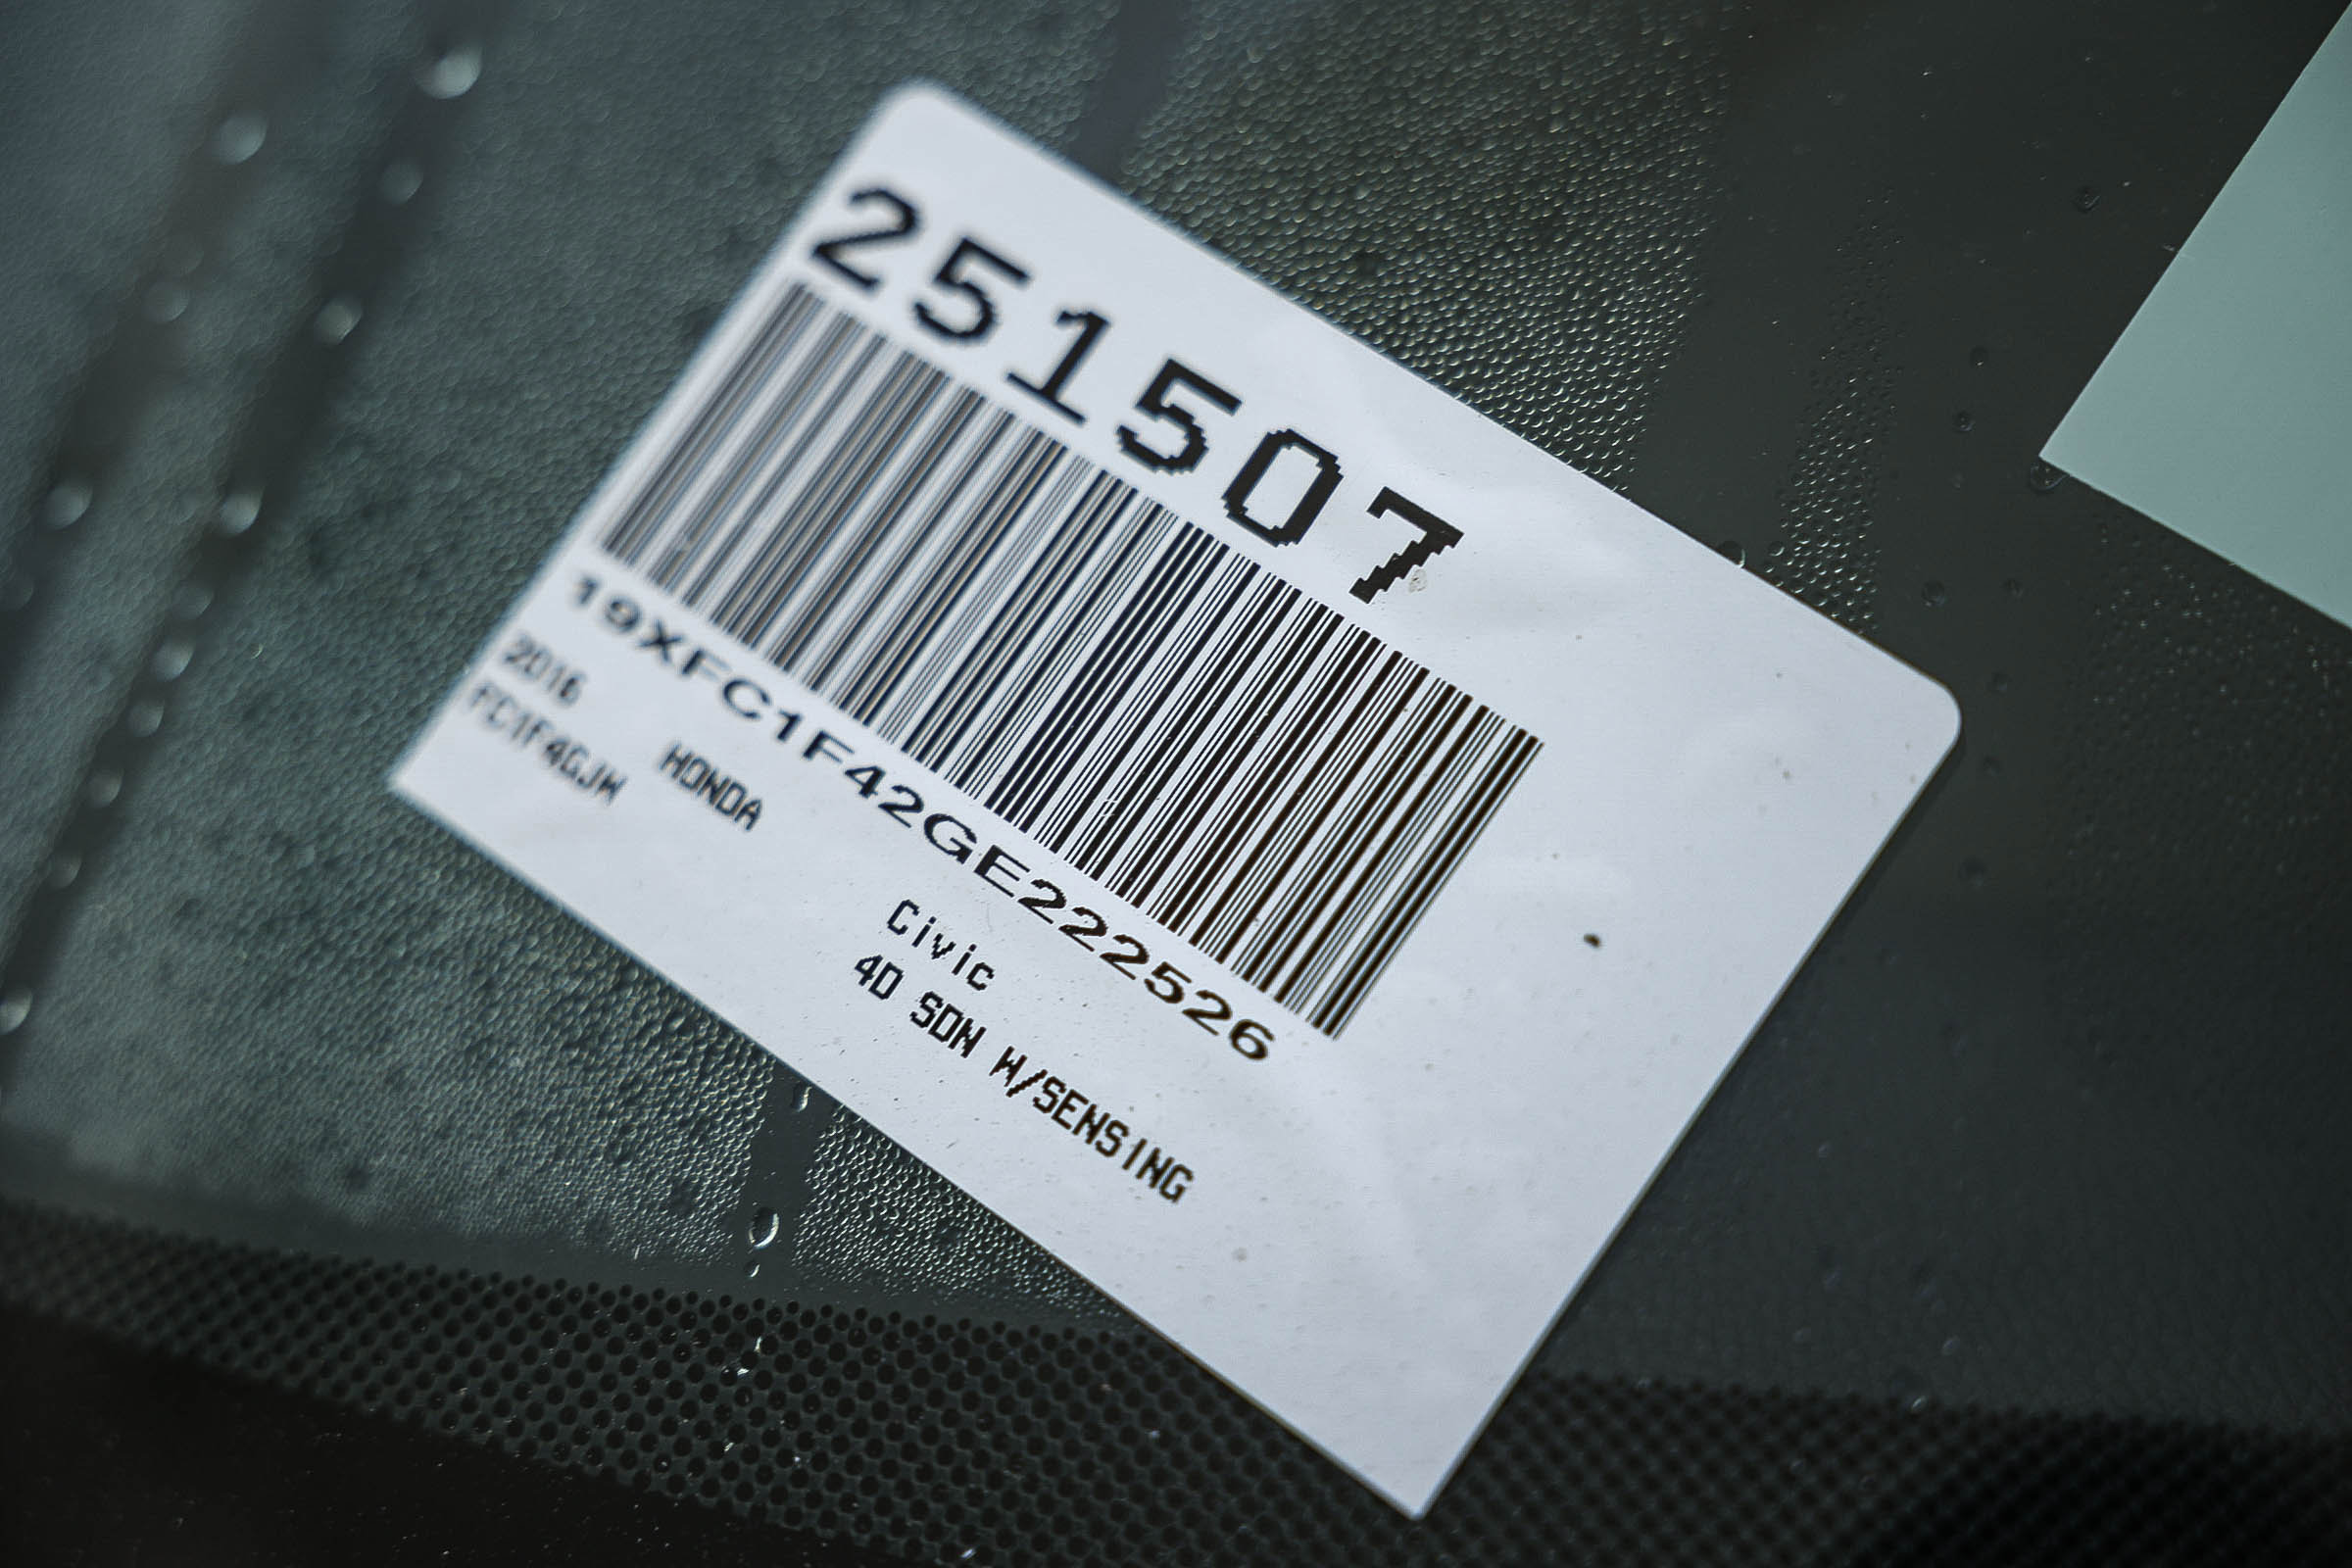 251507
19XFC1F42GE222526
2016 HONDA Civic
FC1F4GJW 4D SDN W/SENSING